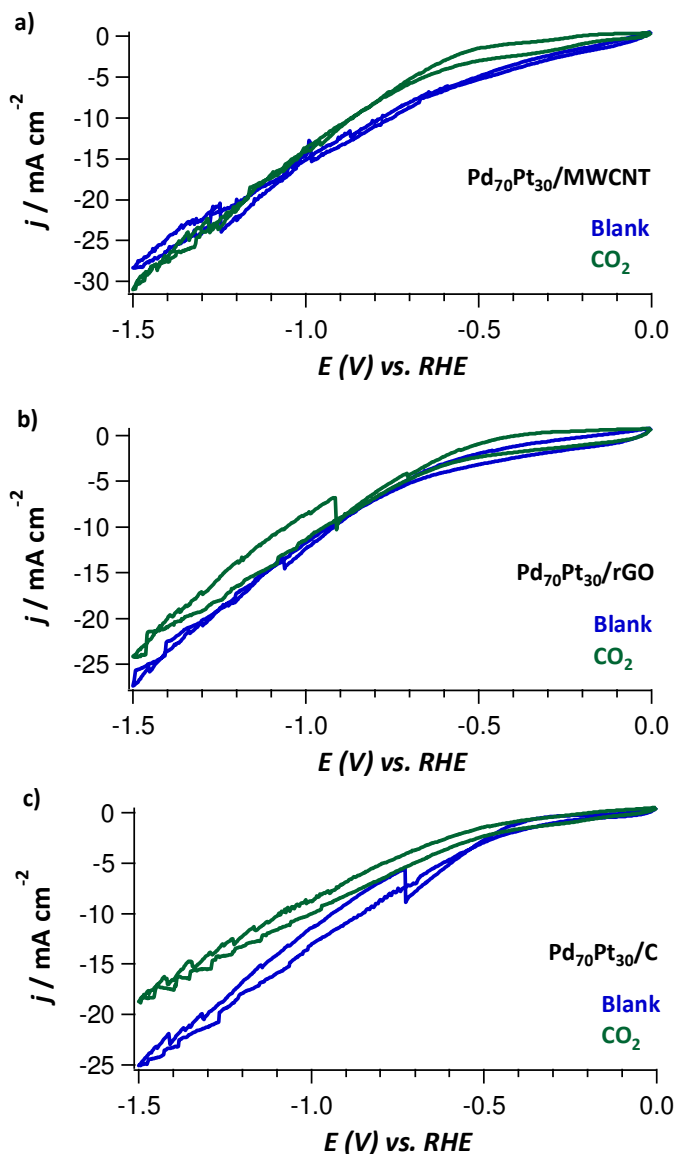 a)
0
-5
-10
-15
-20
-25
-30
j / mA cm⁻²
Pd₇₀Pt₃₀/MWCNT
Blank
CO₂
-1.5 -1.0 -0.5 0.0
E (V) vs. RHE
b)
0
-5
-10
-15
-20
-25
j / mA cm⁻²
Pd₇₀Pt₃₀/rGO
Blank
CO₂
-1.5 -1.0 -0.5 0.0
E (V) vs. RHE
c)
0
-5
-10
-15
-20
-25
j / mA cm⁻²
Pd₇₀Pt₃₀/C
Blank
CO₂
-1.5 -1.0 -0.5 0.0
E (V) vs. RHE